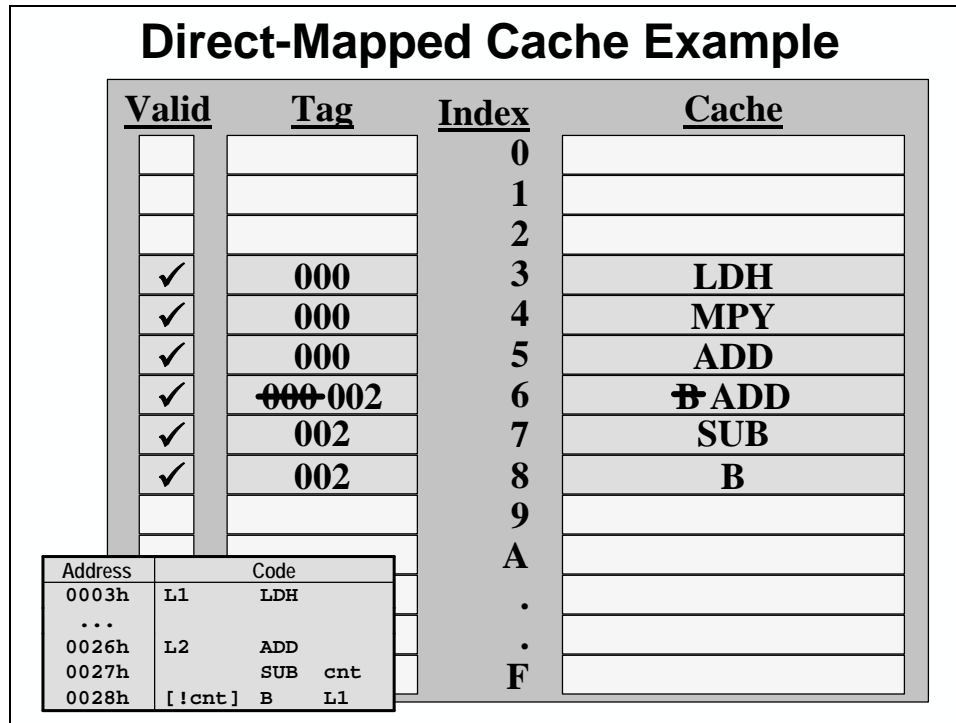 Direct-Mapped Cache Example
Valid Tag Index Cache
0
1
2
✓ 000 3 LDH
✓ 000 4 MPY
✓ 000 5 ADD
✓ 000 002 6 B ADD
✓ 002 7 SUB
✓ 002 8 B
9
A
.
.
F
Address Code
0003h L1 LDH
...
0026h L2 ADD
0027h SUB cnt
0028h [!cnt] B L1